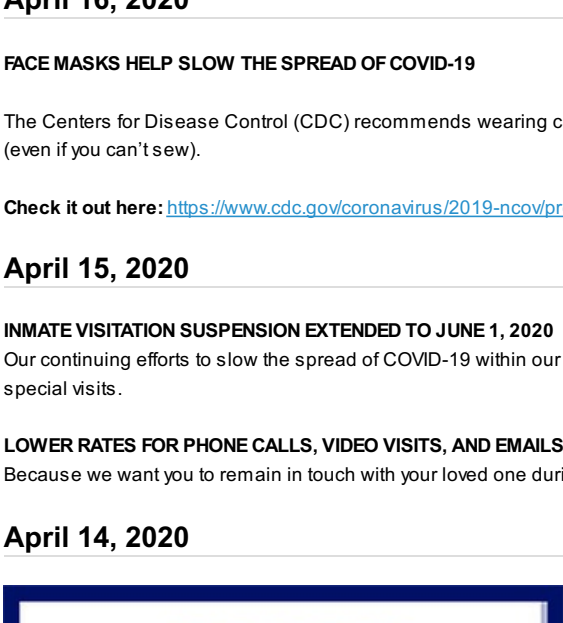 April 16, 2020
FACE MASKS HELP SLOW THE SPREAD OF COVID-19
The Centers for Disease Control (CDC) recommends wearing c
(even if you can't sew).
Check it out here: https://www.cdc.gov/coronavirus/2019-ncov/pr
April 15, 2020
INMATE VISITATION SUSPENSION EXTENDED TO JUNE 1, 2020
Our continuing efforts to slow the spread of COVID-19 within our
special visits.
LOWER RATES FOR PHONE CALLS, VIDEO VISITS, AND EMAILS
Because we want you to remain in touch with your loved one duri
April 14, 2020